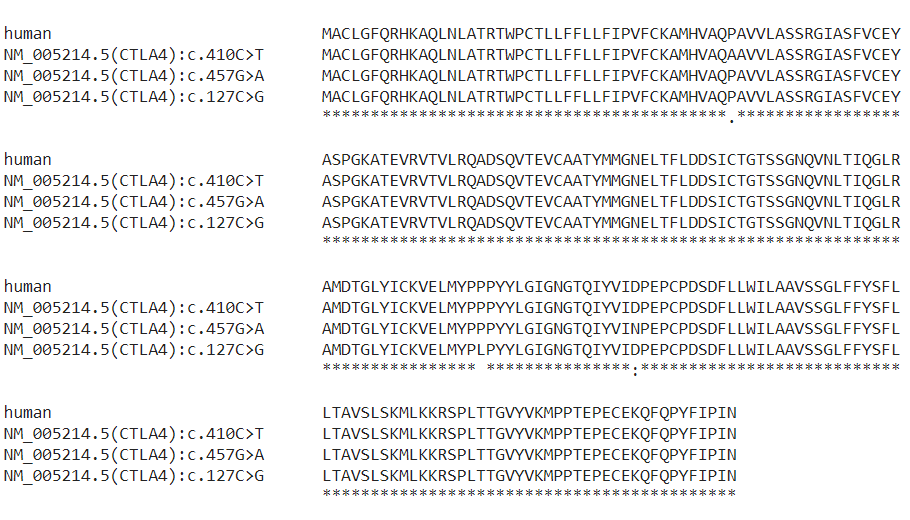 human MACLGFQRHKAQLNLATRTWPCTLLFFLLFIPVFCKAMHVAQPAVVLASSRGIASFVCEY
NM_005214.5(CTLA4):c.410C>T MACLGFQRHKAQLNLATRTWPCTLLFFLLFIPVFCKAMHVAQAAVVLASSRGIASFVCEY
NM_005214.5(CTLA4):c.457G>A MACLGFQRHKAQLNLATRTWPCTLLFFLLFIPVFCKAMHVAQPAVVLASSRGIASFVCEY
NM_005214.5(CTLA4):c.127C>G MACLGFQRHKAQLNLATRTWPCTLLFFLLFIPVFCKAMHVAQPAVVLASSRGIASFVCEY
******************************************.*****************
human ASPGKATEVRVTVLRQADSQVTEVCAATYMMGNELTFLDDSICTGTSSGNQVNLTIQGLR
NM_005214.5(CTLA4):c.410C>T ASPGKATEVRVTVLRQADSQVTEVCAATYMMGNELTFLDDSICTGTSSGNQVNLTIQGLR
NM_005214.5(CTLA4):c.457G>A ASPGKATEVRVTVLRQADSQVTEVCAATYMMGNELTFLDDSICTGTSSGNQVNLTIQGLR
NM_005214.5(CTLA4):c.127C>G ASPGKATEVRVTVLRQADSQVTEVCAATYMMGNELTFLDDSICTGTSSGNQVNLTIQGLR
************************************************************
human AMDTGLYICKVELMYPPPYYLGIGNGTQIYVIDPEPCPDSDFLLWILAAVSSGLFFYSFL
NM_005214.5(CTLA4):c.410C>T AMDTGLYICKVELMYPPPYYLGIGNGTQIYVIDPEPCPDSDFLLWILAAVSSGLFFYSFL
NM_005214.5(CTLA4):c.457G>A AMDTGLYICKVELMYPPPYYLGIGNGTQIYVINPEPCPDSDFLLWILAAVSSGLFFYSFL
NM_005214.5(CTLA4):c.127C>G AMDTGLYICKVELMYPLPYYLGIGNGTQIYVIDPEPCPDSDFLLWILAAVSSGLFFYSFL
**************** ***************:***************************
human LTAVSLSKMLKKRSPLTTGVYVKMPPTEPECEKQFQPYFIPIN
NM_005214.5(CTLA4):c.410C>T LTAVSLSKMLKKRSPLTTGVYVKMPPTEPECEKQFQPYFIPIN
NM_005214.5(CTLA4):c.457G>A LTAVSLSKMLKKRSPLTTGVYVKMPPTEPECEKQFQPYFIPIN
NM_005214.5(CTLA4):c.127C>G LTAVSLSKMLKKRSPLTTGVYVKMPPTEPECEKQFQPYFIPIN
*******************************************